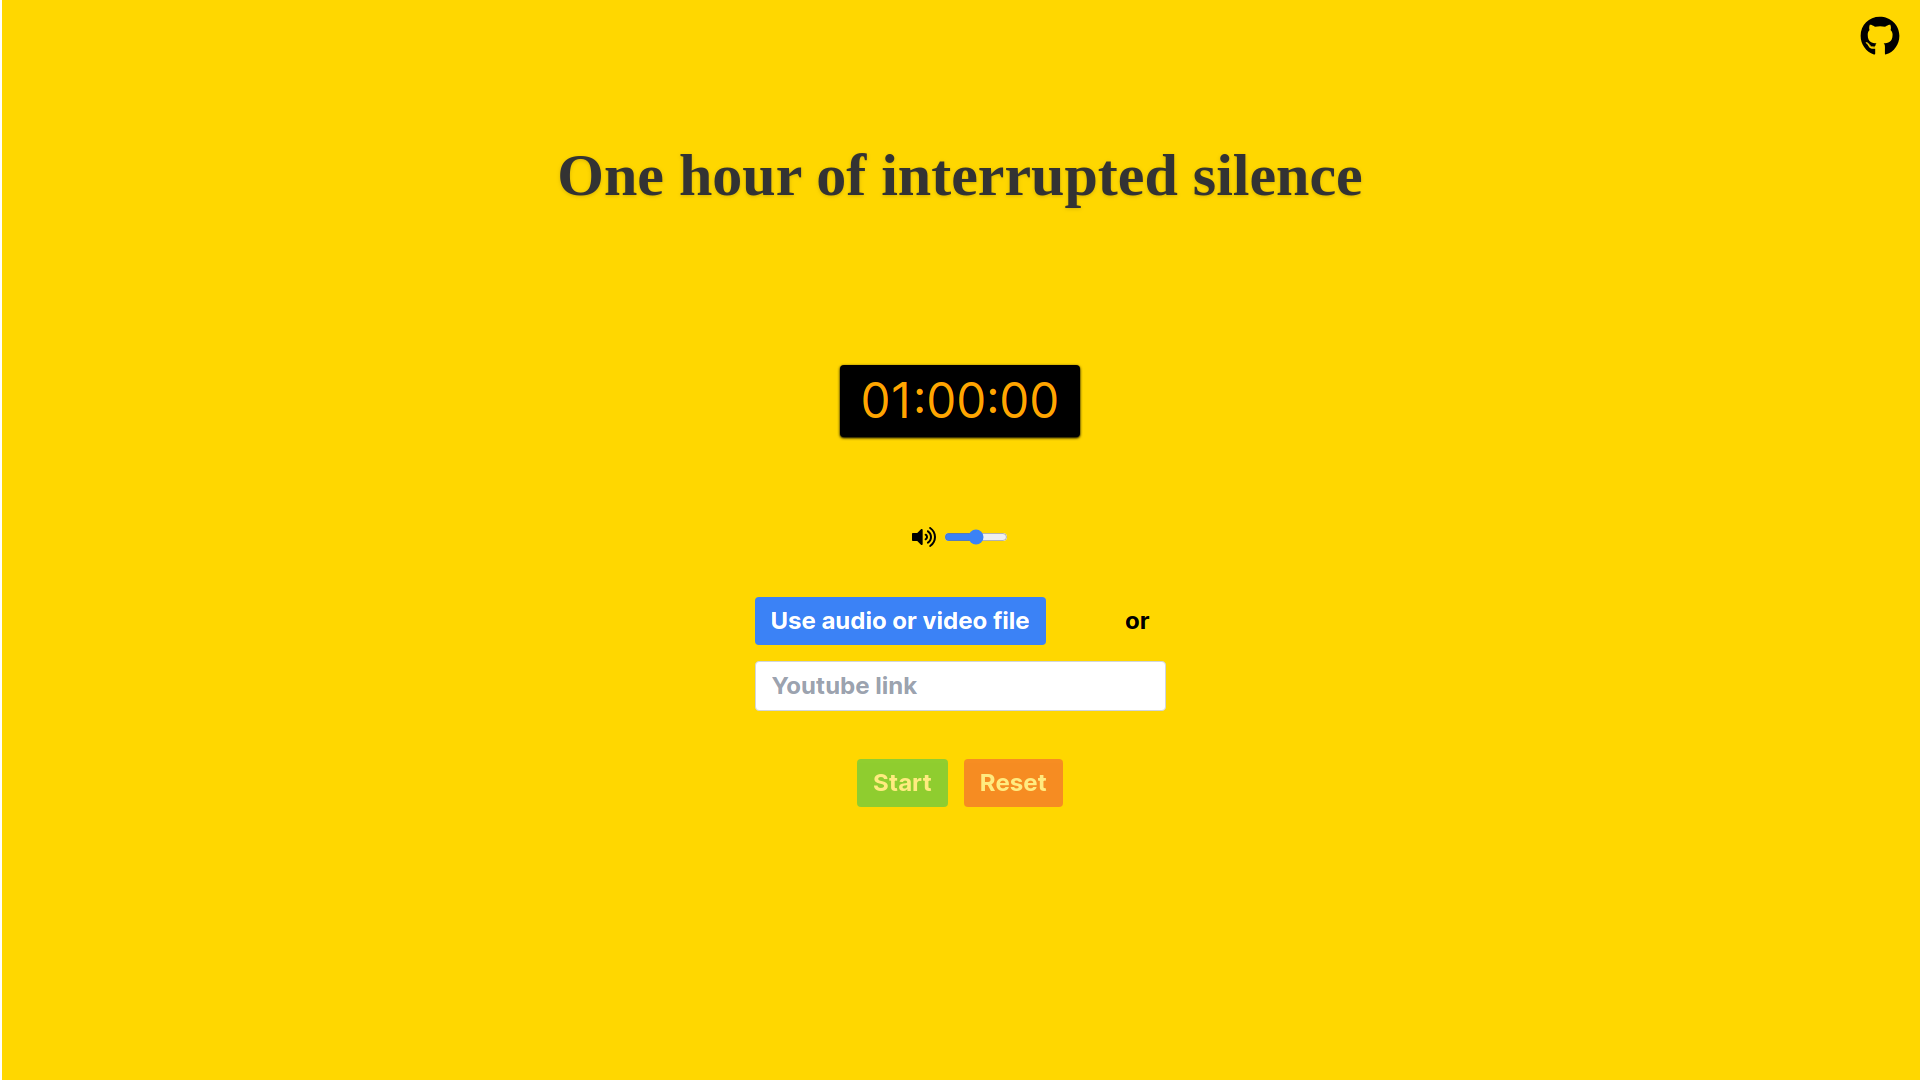 One hour of interrupted silence
01:00:00
Use audio or video file
or
Youtube link
Start
Reset